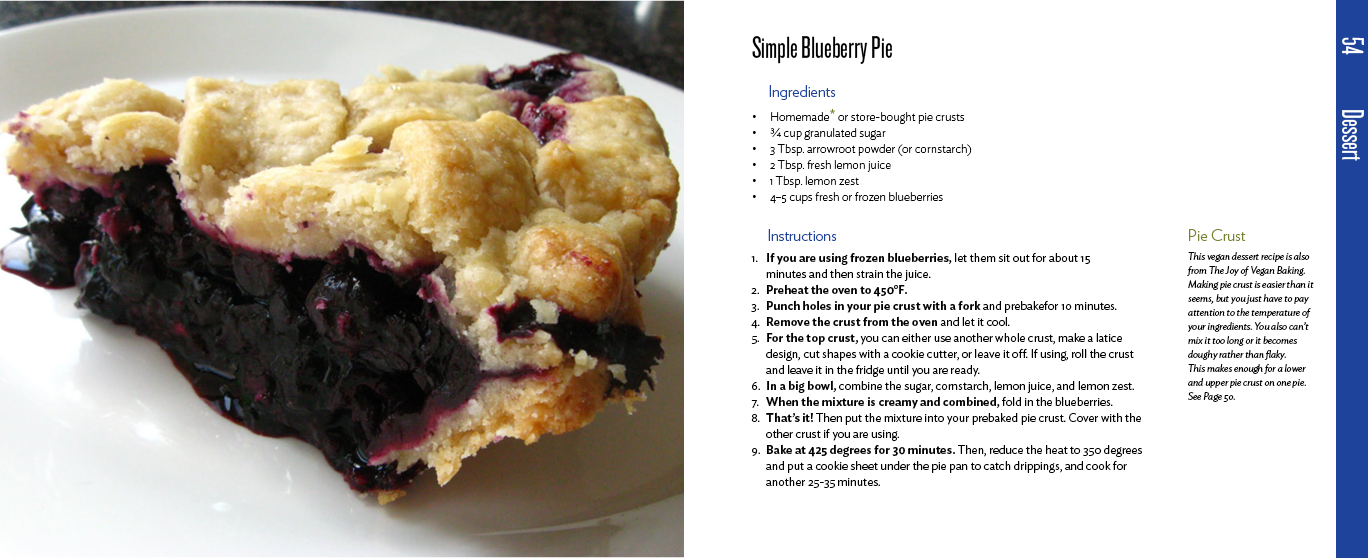 Simple Blueberry Pie
Ingredients
• Homemade* or store-bought pie crusts
• ¾ cup granulated sugar
• 3 Tbsp. arrowroot powder (or cornstarch)
• 2 Tbsp. fresh lemon juice
• 1 Tbsp. lemon zest
• 4–5 cups fresh or frozen blueberries
Instructions
1. If you are using frozen blueberries, let them sit out for about 15
minutes and then strain the juice.
2. Preheat the oven to 450°F.
3. Punch holes in your pie crust with a fork and prebakefor 10 minutes.
4. Remove the crust from the oven and let it cool.
5. For the top crust, you can either use another whole crust, make a latice
design, cut shapes with a cookie cutter, or leave it off. If using, roll the crust
and leave it in the fridge until you are ready.
6. In a big bowl, combine the sugar, cornstarch, lemon juice, and lemon zest.
7. When the mixture is creamy and combined, fold in the blueberries.
8. That's it! Then put the mixture into your prebaked pie crust. Cover with the
other crust if you are using.
9. Bake at 425 degrees for 30 minutes. Then, reduce the heat to 350 degrees
and put a cookie sheet under the pie pan to catch drippings, and cook for
another 25-35 minutes.
Pie Crust
This vegan dessert recipe is also
from The Joy of Vegan Baking.
Making pie crust is easier than it
seems, but you just have to pay
attention to the temperature of
your ingredients. You also can't
mix it too long or it becomes
doughy rather than flaky.
This makes enough for a lower
and upper pie crust on one pie.
See Page 50.
54
Dessert